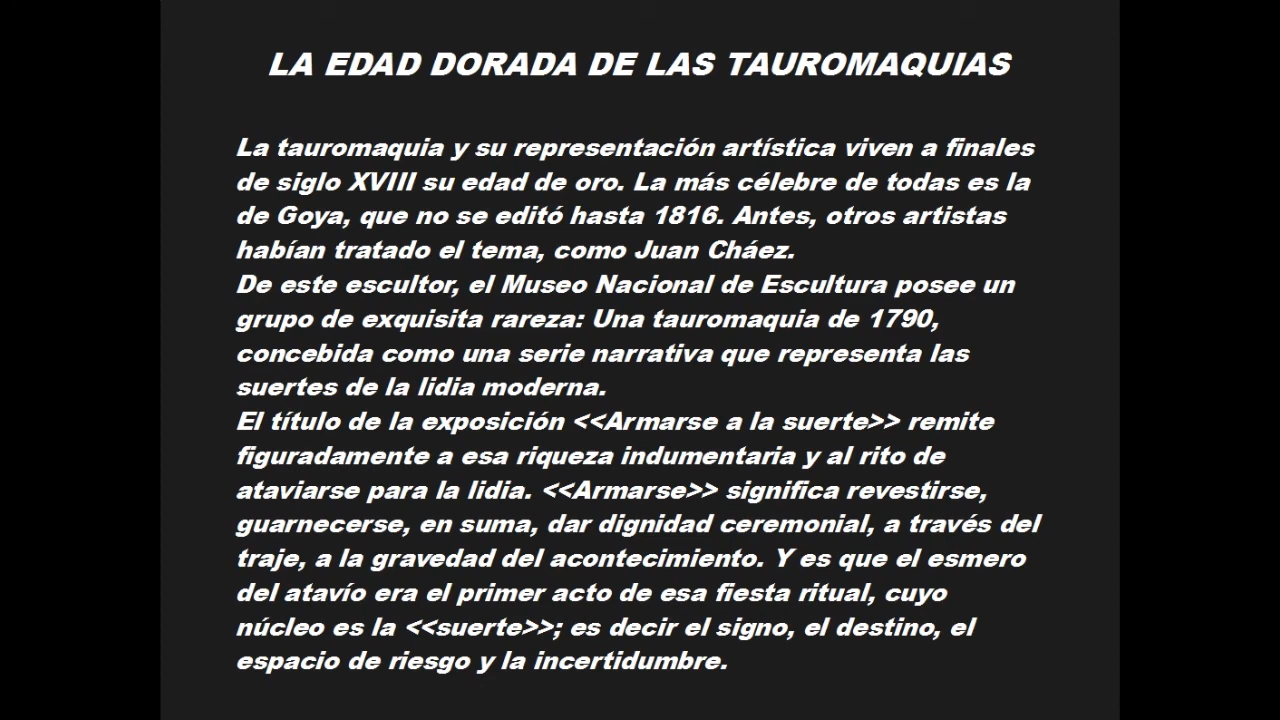 LA EDAD DORADA DE LAS TAUROMAQUIAS
La tauromaquia y su representación artística viven a finales
de siglo XVIII su edad de oro. La más célebre de todas es la
de Goya, que no se editó hasta 1816. Antes, otros artistas
habían tratado el tema, como Juan Cháez.
De este escultor, el Museo Nacional de Escultura posee un
grupo de exquisita rareza: Una tauromaquia de 1790,
concebida como una serie narrativa que representa las
suertes de la lidia moderna.
El título de la exposición <<Armarse a la suerte>> remite
figuradamente a esa riqueza indumentaria y al rito de
ataviarse para la lidia. <<Armarse>> significa revestirse,
guarnecerse, en suma, dar dignidad ceremonial, a través del
traje, a la gravedad del acontecimiento. Y es que el esmero
del atavío era el primer acto de esa fiesta ritual, cuyo
núcleo es la <<suerte>>; es decir el signo, el destino, el
espacio de riesgo y la incertidumbre.